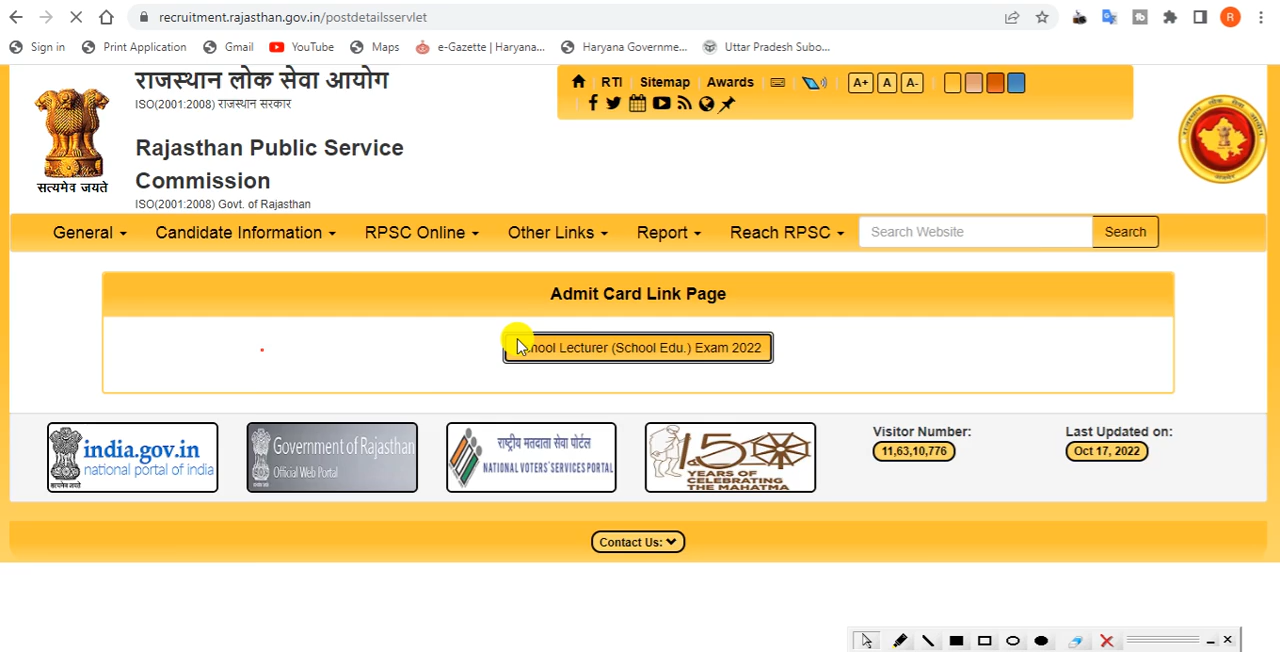 recruitment.rajasthan.gov.in/postdetailsservlet
R
Sign in
Print Application
Gmail
YouTube
Maps
e-Gazette | Haryana...
Haryana Governme...
Uttar Pradesh Subo...
राजस्थान लोक सेवा आयोग
ISO(2001:2008) राजस्थान सरकार
Rajasthan Public Service
Commission
ISO(2001:2008) Govt. of Rajasthan
सत्यमेव जयते
RTI
Sitemap
Awards
A+
A
A-
General
Candidate Information
RPSC Online
Other Links
Report
Reach RPSC
Search Website
Search
Admit Card Link Page
Lecturer (School Edu.) Exam 2022
india.gov.in
national portal of india
Government of Rajasthan
Official Web Portal
राष्ट्रीय मतदाता सेवा पोर्टल
NATIONAL VOTERS'SERVICES PORTAL
150
YEARS OF
CELEBRATING
THE MAHATMA
Visitor Number:
11,63,10,776
Last Updated on:
Oct 17, 2022
Contact Us: